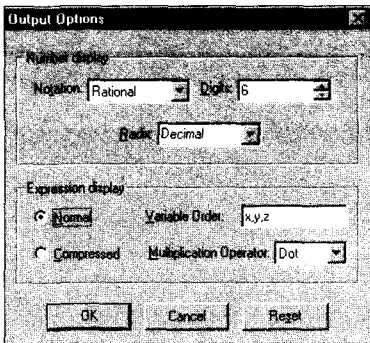 Output Options
Number display
Notation: Rational Digits: 6
Radix: Decimal
Expression display
Normal Variable Order: x,y,z
Compressed Multiplication Operator: Dot
OK Cancel Reset